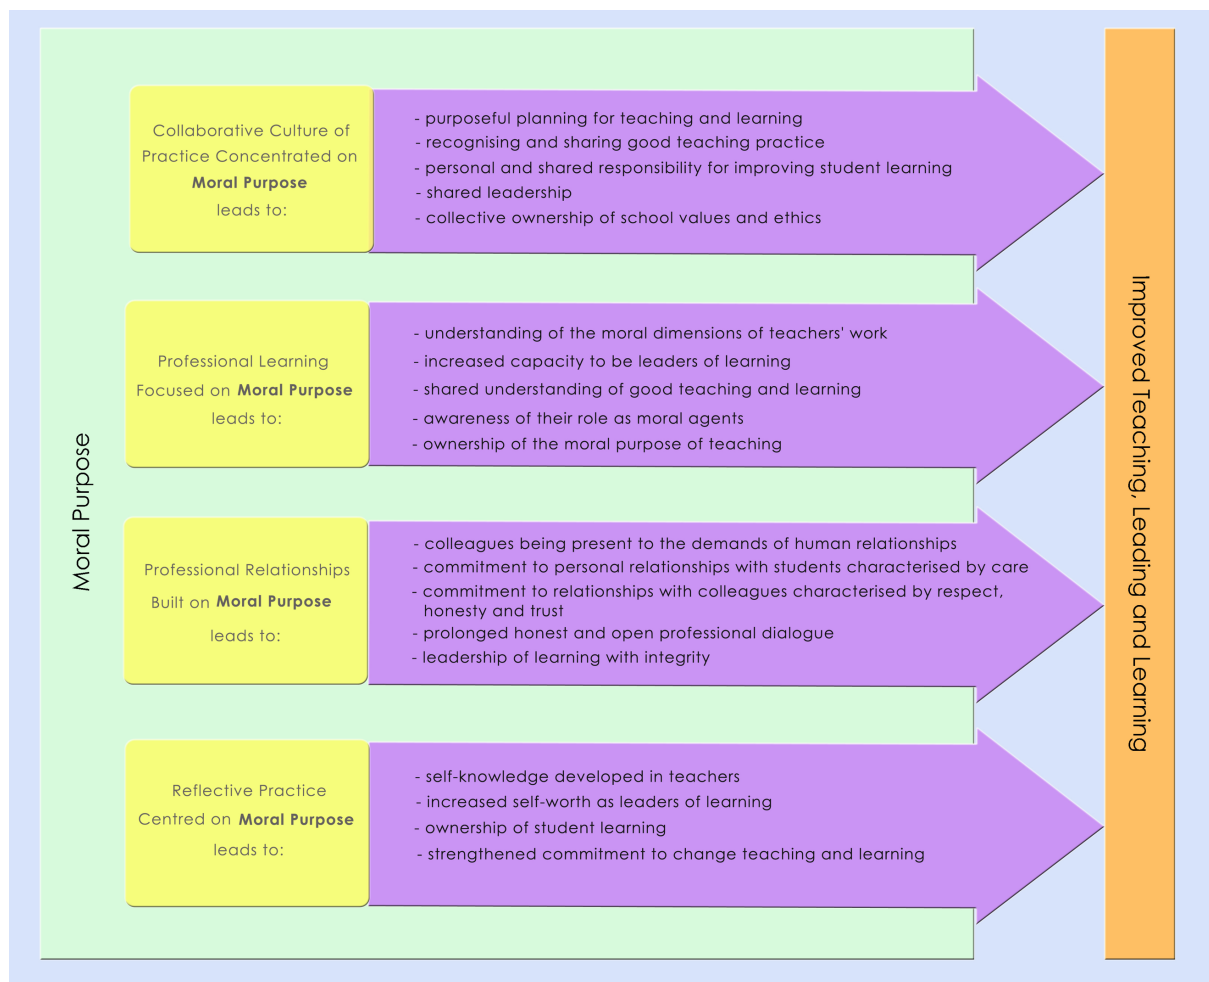 Moral Purpose
Collaborative Culture of
Practice Concentrated on
Moral Purpose
leads to:
- purposeful planning for teaching and learning
- recognising and sharing good teaching practice
- personal and shared responsibility for improving student learning
- shared leadership
- collective ownership of school values and ethics
Professional Learning
Focused on Moral Purpose
leads to:
- understanding of the moral dimensions of teachers' work
- increased capacity to be leaders of learning
- shared understanding of good teaching and learning
- awareness of their role as moral agents
- ownership of the moral purpose of teaching
Professional Relationships
Built on Moral Purpose
leads to:
- colleagues being present to the demands of human relationships
- commitment to personal relationships with students characterised by care
- commitment to relationships with colleagues characterised by respect,
honesty and trust
- prolonged honest and open professional dialogue
- leadership of learning with integrity
Reflective Practice
Centred on Moral Purpose
leads to:
- self-knowledge developed in teachers
- increased self-worth as leaders of learning
- ownership of student learning
- strengthened commitment to change teaching and learning
Improved Teaching, Leading and Learning